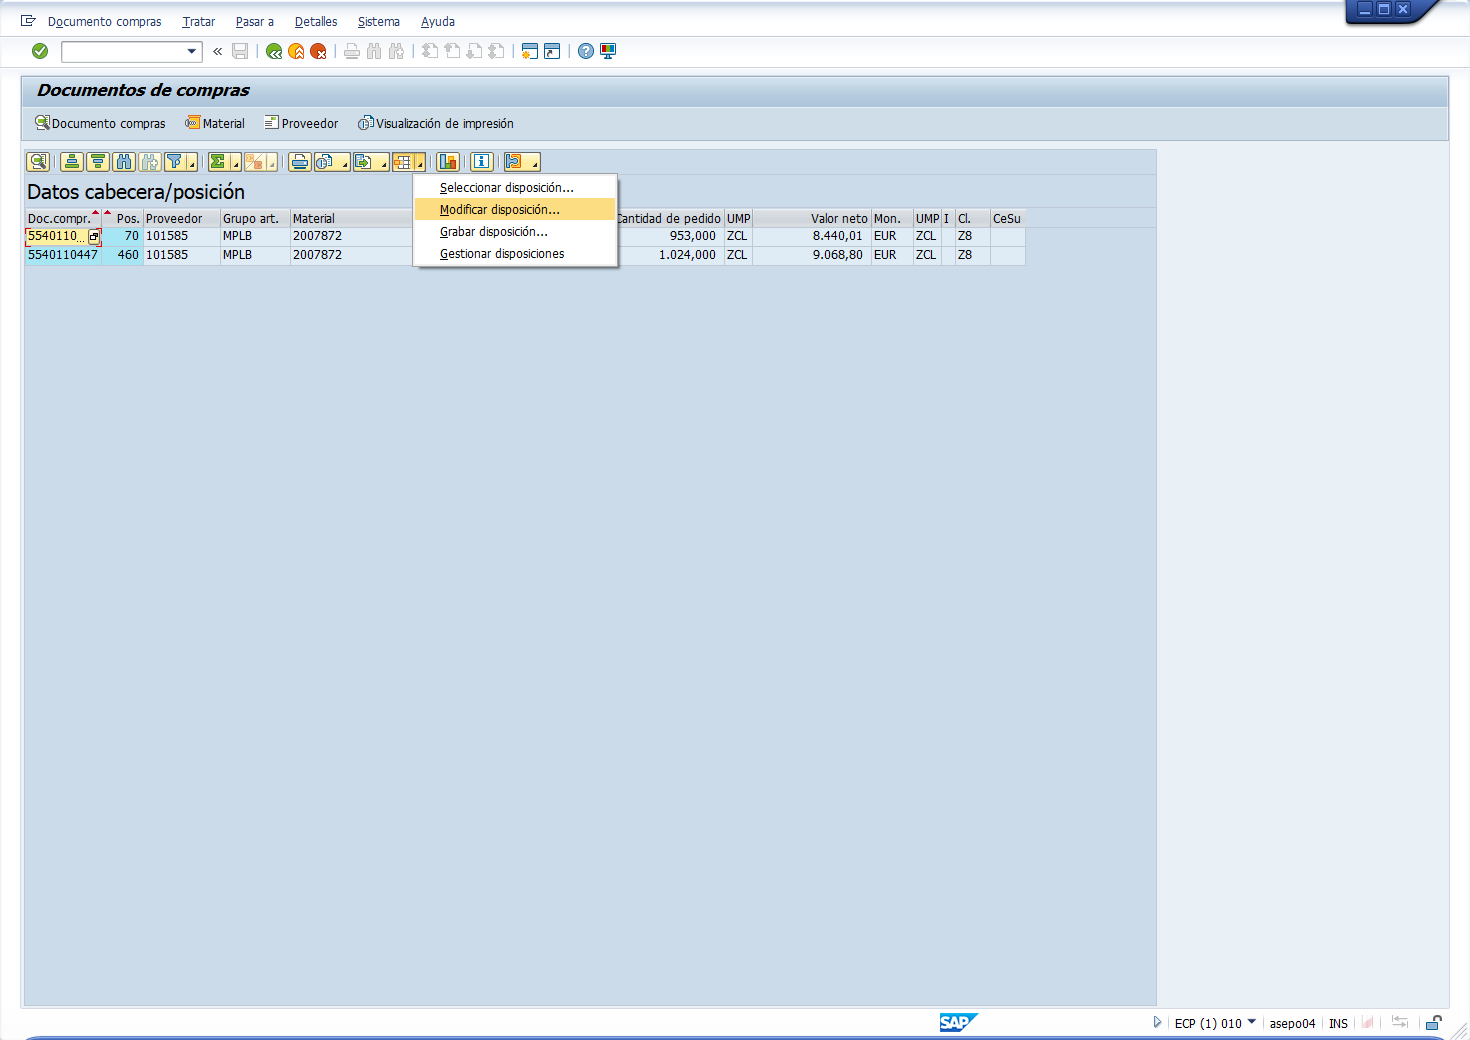 Documento compras Tratar Pasar a Detalles Sistema Ayuda
Documentos de compras
Documento compras Material Proveedor Visualización de impresión
Datos cabecera/posición
Seleccionar disposición...
Modificar disposición...
Grabar disposición...
Gestionar disposiciones
Doc.compr. Pos. Proveedor Grupo art. Material Cantidad de pedido UMP Valor neto Mon. UMP I Cl. CeSu
5540110... 70 101585 MPLB 2007872 953,000 ZCL 8.440,01 EUR ZCL Z8
5540110447 460 101585 MPLB 2007872 1.024,000 ZCL 9.068,80 EUR ZCL Z8
SAP ECP (1) 010 asepo04 INS